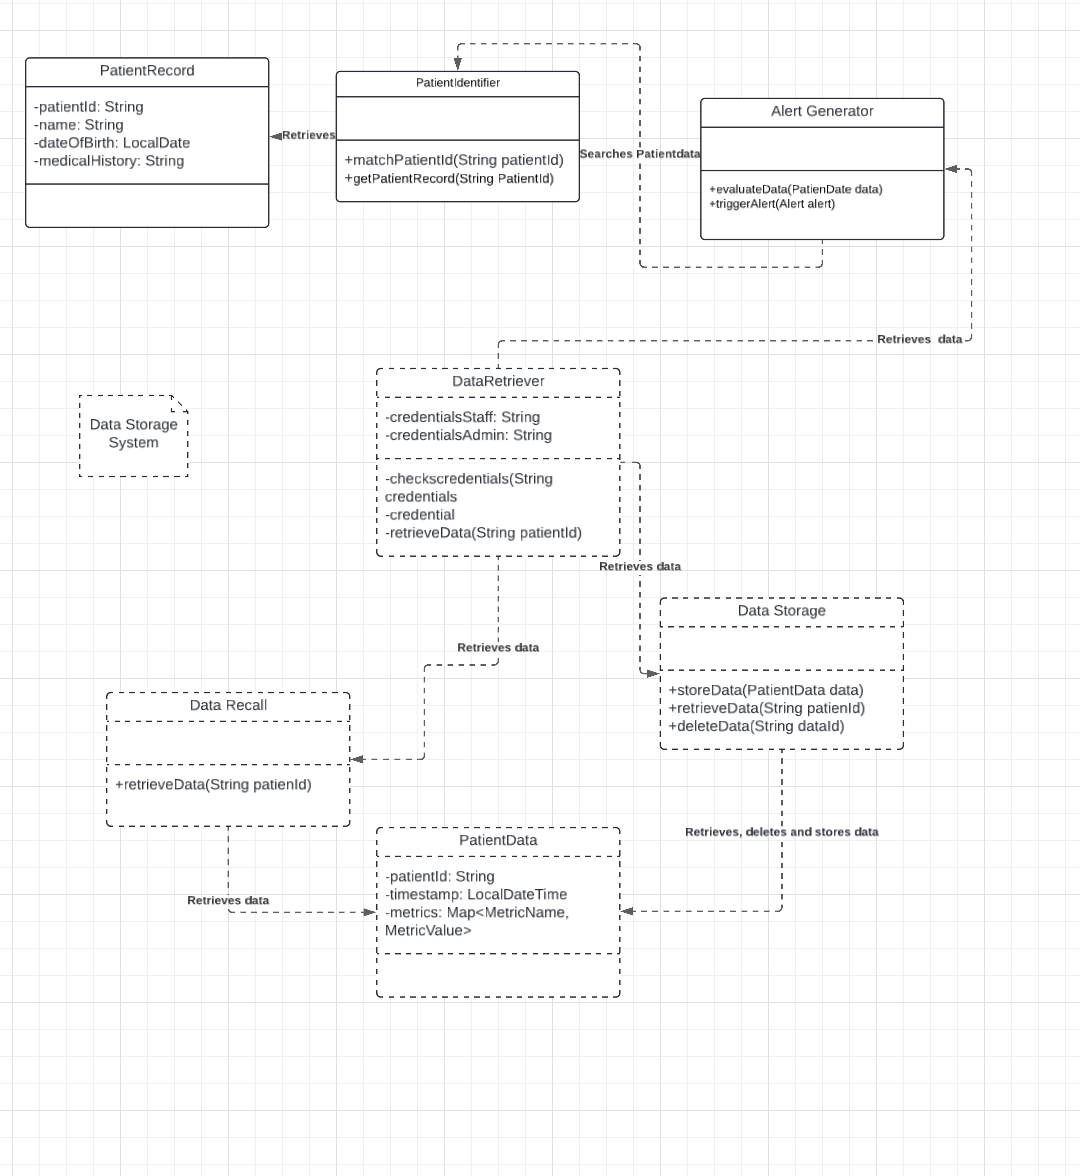 PatientRecord
-patientId: String
-name: String
-dateOfBirth: LocalDate
-medicalHistory: String
Retrieves
PatientIdentifier
+matchPatientId(String patientId)
+getPatientRecord(String PatientId)
Searches Patientdata
Alert Generator
+evaluateData(PatienDate data)
+triggerAlert(Alert alert)
Retrieves data
Data Storage
System
DataRetriever
-credentialsStaff: String
-credentialsAdmin: String
-checkscredentials(String
credentials
-credential
-retrieveData(String patientId)
Retrieves data
Retrieves data
Data Storage
+storeData(PatientData data)
+retrieveData(String patienId)
+deleteData(String dataId)
Data Recall
+retrieveData(String patienId)
Retrieves data
Retrieves, deletes and stores data
PatientData
-patientId: String
-timestamp: LocalDateTime
-metrics: Map<MetricName,
MetricValue>